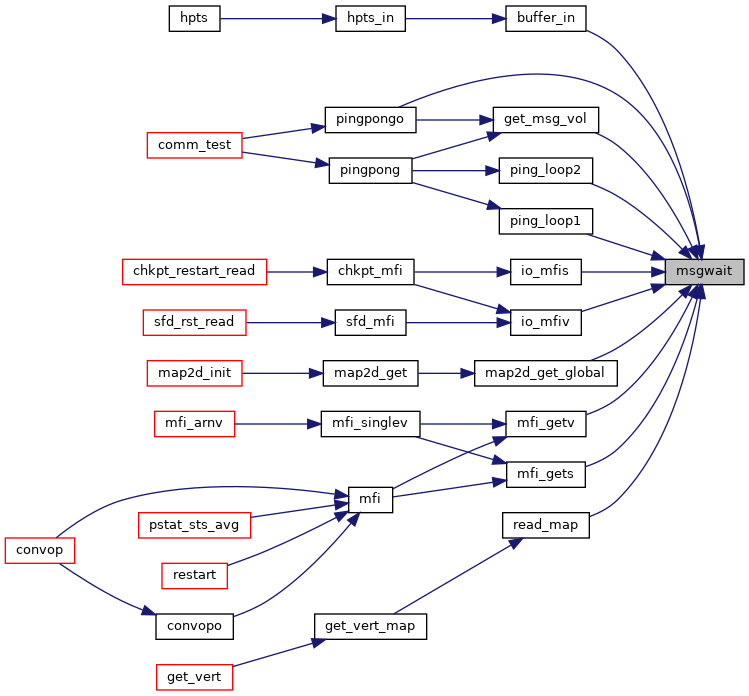 hpts
hpts_in
buffer_in
pingpongo
get_msg_vol
comm_test
pingpong
ping_loop2
ping_loop1
msgwait
chkpt_restart_read
chkpt_mfi
io_mfis
sfd_rst_read
sfd_mfi
io_mfiv
map2d_init
map2d_get
map2d_get_global
mfi_arnv
mfi_singlev
mfi_getv
mfi_gets
mfi
pstat_sts_avg
read_map
convop
restart
convopo
get_vert_map
get_vert